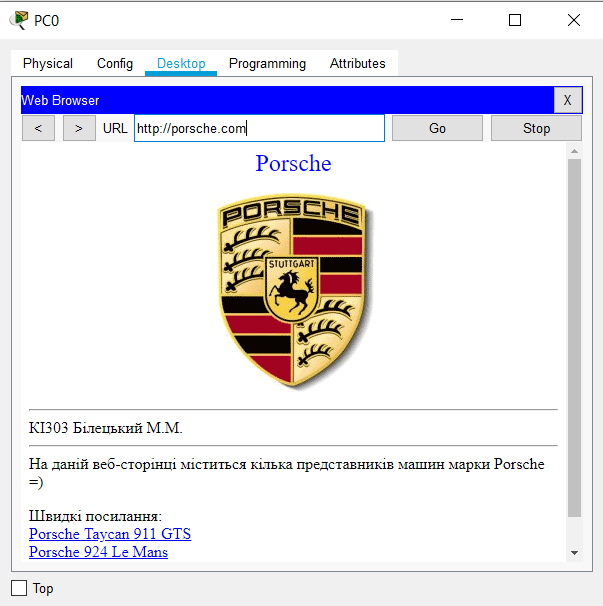 PC0
Physical Config Desktop Programming Attributes
Web Browser X
< > URL http://porsche.com Go Stop
Porsche
PORSCHE
STUTTGART
КІ303 Білецький М.М.
На даній веб-сторінці міститься кілька представників машин марки Porsche
=)
Швидкі посилання:
Porsche Taycan 911 GTS
Porsche 924 Le Mans
Top